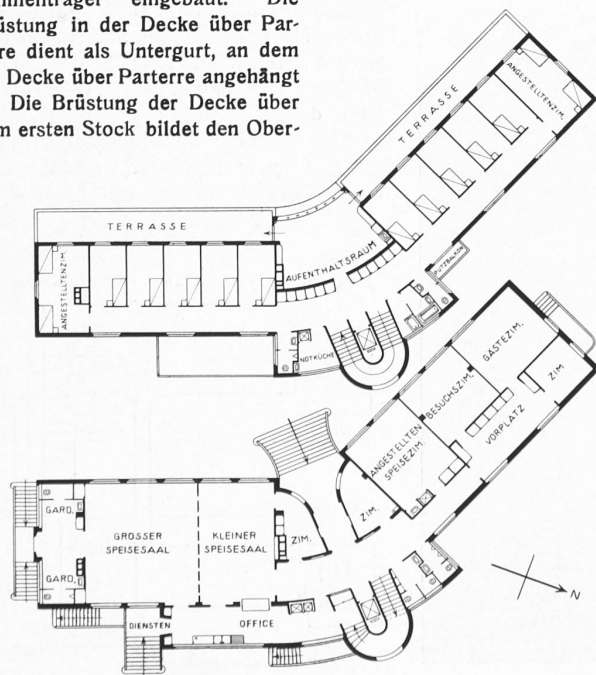 nenträger eingebaut. Die
üstung in der Decke über Par-
re dient als Untergurt, an dem
Decke über Parterre angehängt
Die Brüstung der Decke über
m ersten Stock bildet den Ober-
ANGESTELLTENZIM.
TERRASSE
TERRASSE
AUFENTHALTSRAUM
ANGESTELLTENZIM.
PUTZBALKON
NOTKÜCHE
GASTEZIM.
BESUCHSZIM.
ZIM
ANGESTELLTEN
SPEISEZIM.
VORPLATZ
GARD.
GROSSER
SPEISESAAL
KLEINER
SPEISESAAL
ZIM.
ZIM.
GARD.
N
DIENSTEN
OFFICE